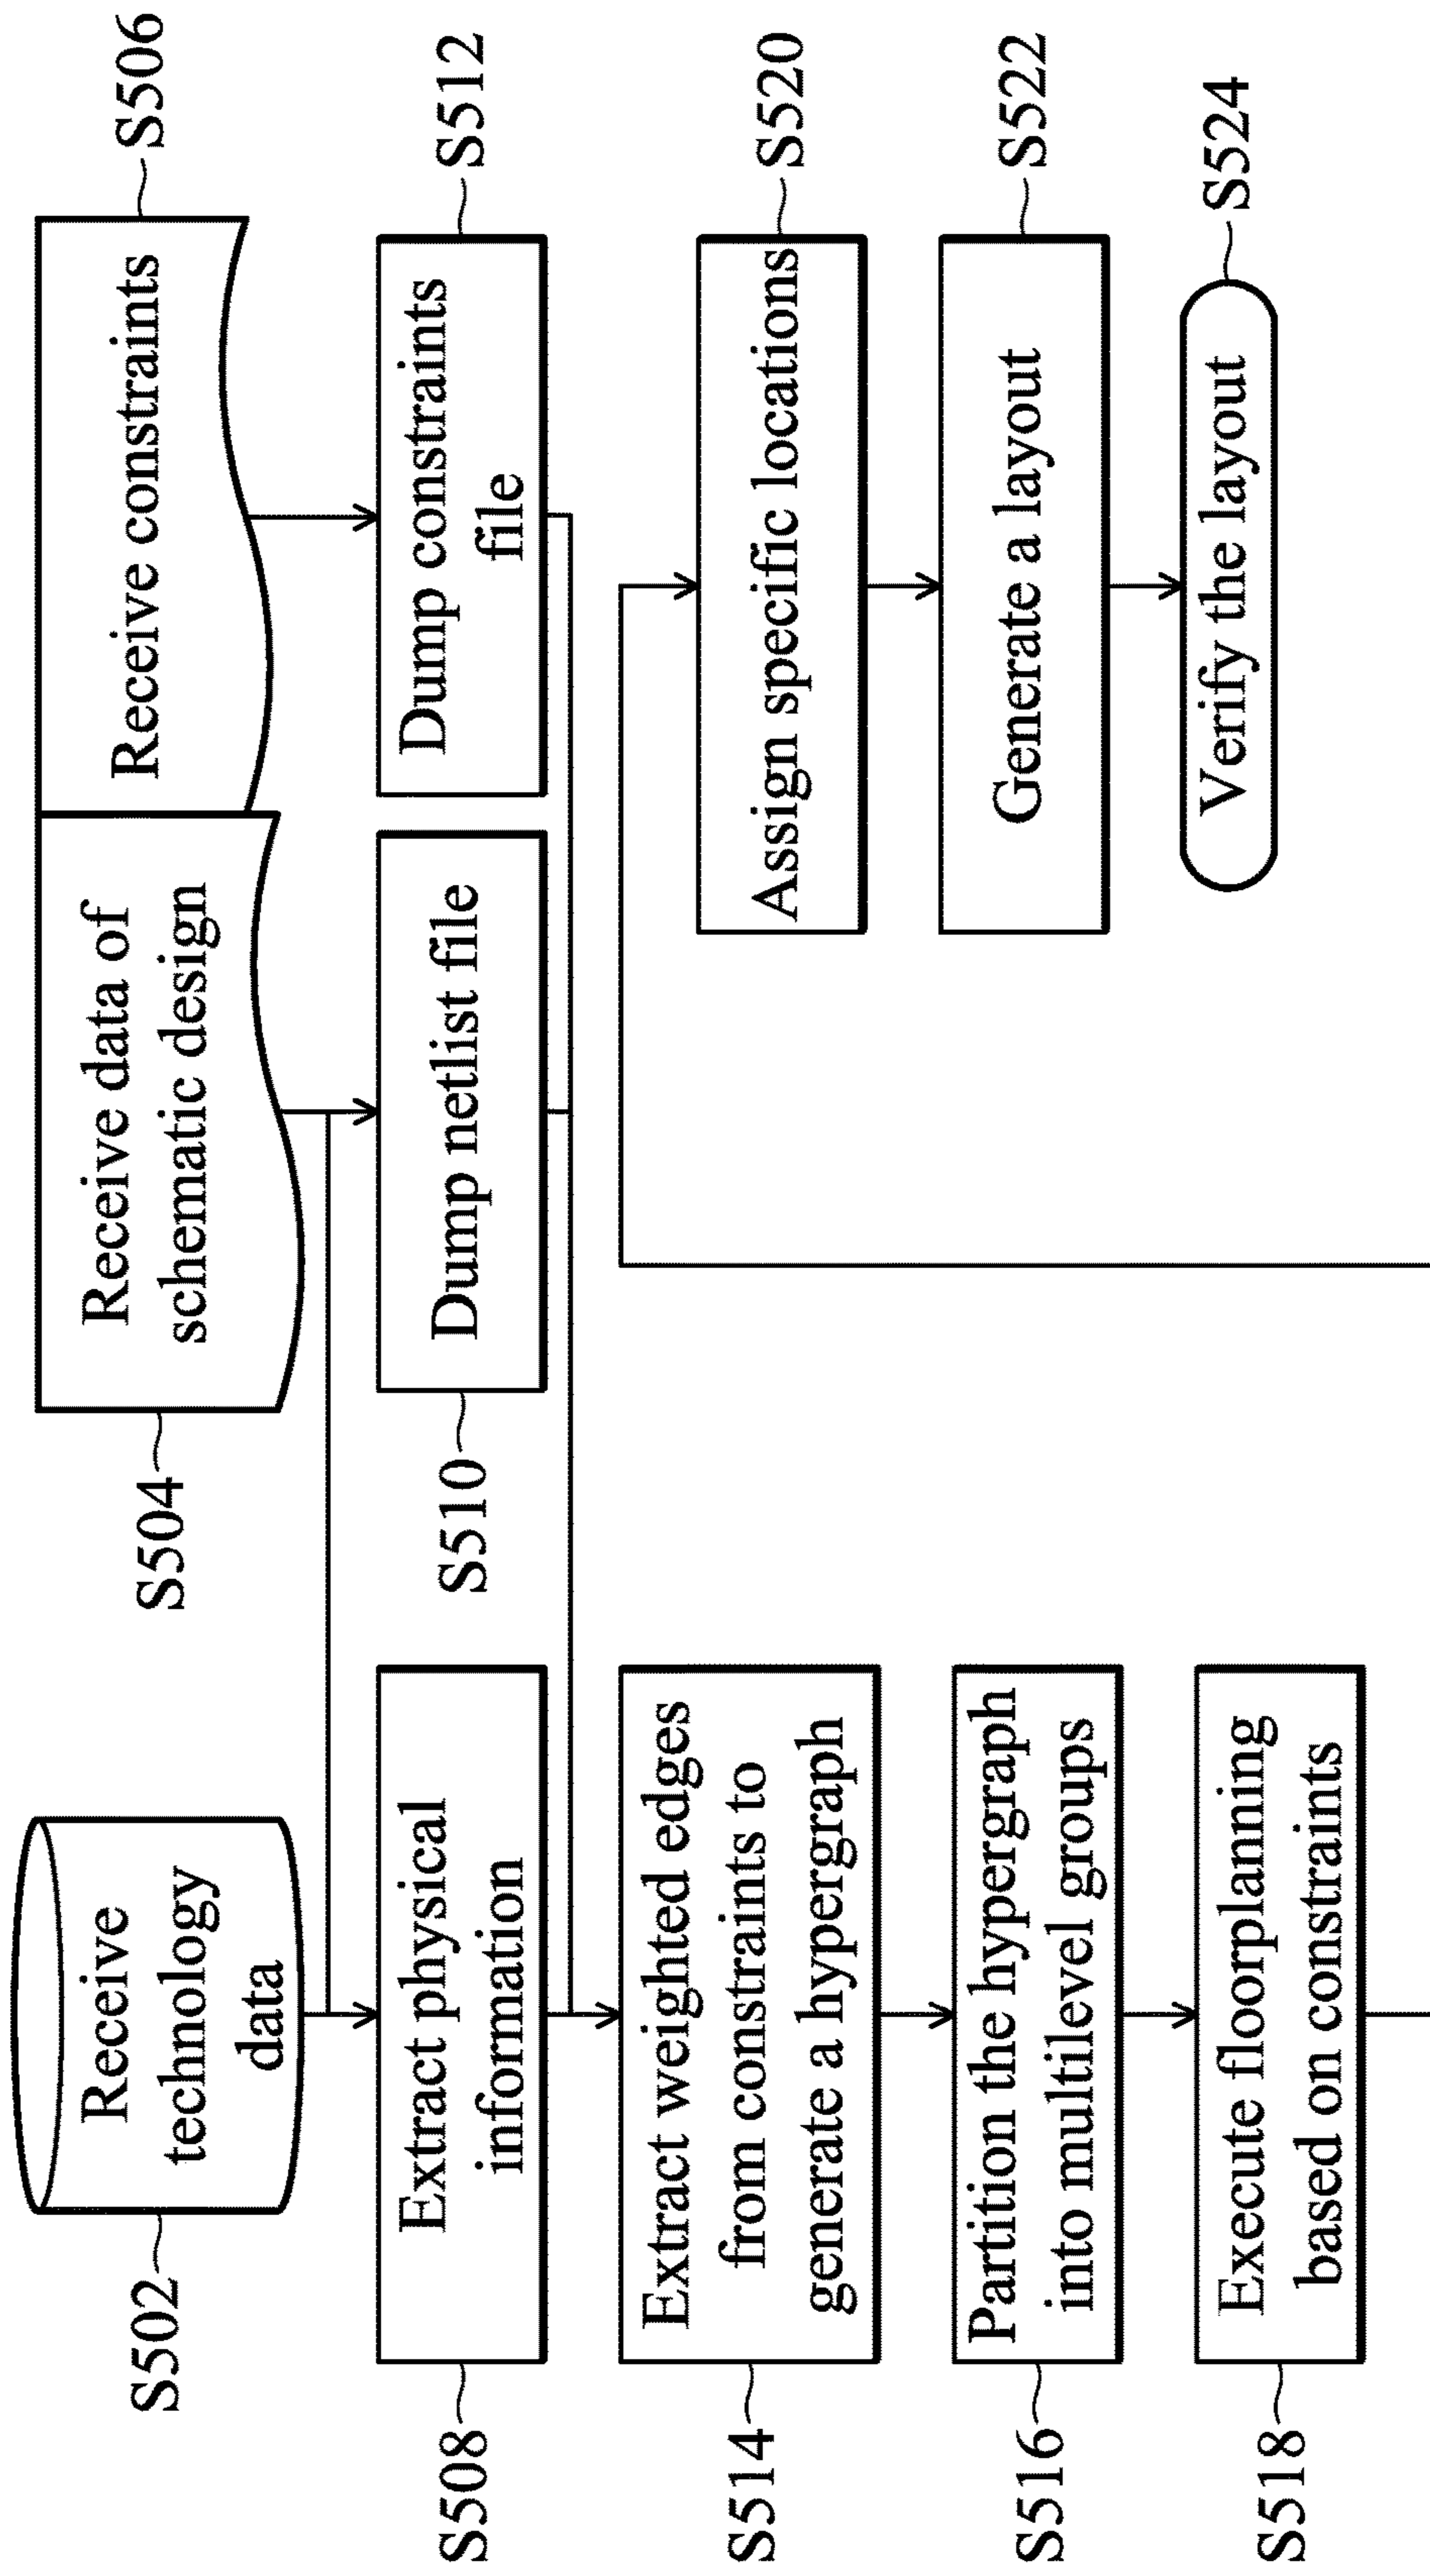 S502
Receive
technology
data
S504
Receive data of
schematic design
Receive constraints
S506
S508
Extract physical
information
S510
Dump netlist file
Dump constraints
file
S512
S514
Extract weighted edges
from constraints to
generate a hypergraph
S516
Partition the hypergraph
into multilevel groups
S518
Execute floorplanning
based on constraints
Assign specific locations
S520
Generate a layout
S522
Verify the layout
S524